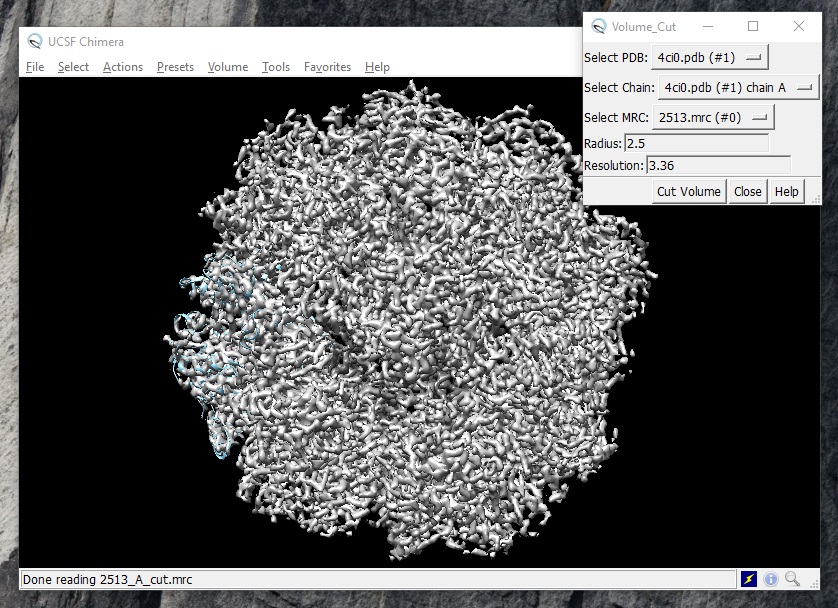 UCSF Chimera
File Select Actions Presets Volume Tools Favorites Help
Volume_Cut
Select PDB: 4ci0.pdb (#1)
Select Chain: 4ci0.pdb (#1) chain A
Select MRC: 2513.mrc (#0)
Radius: 2.5
Resolution: 3.36
Cut Volume Close Help
Done reading 2513_A_cut.mrc